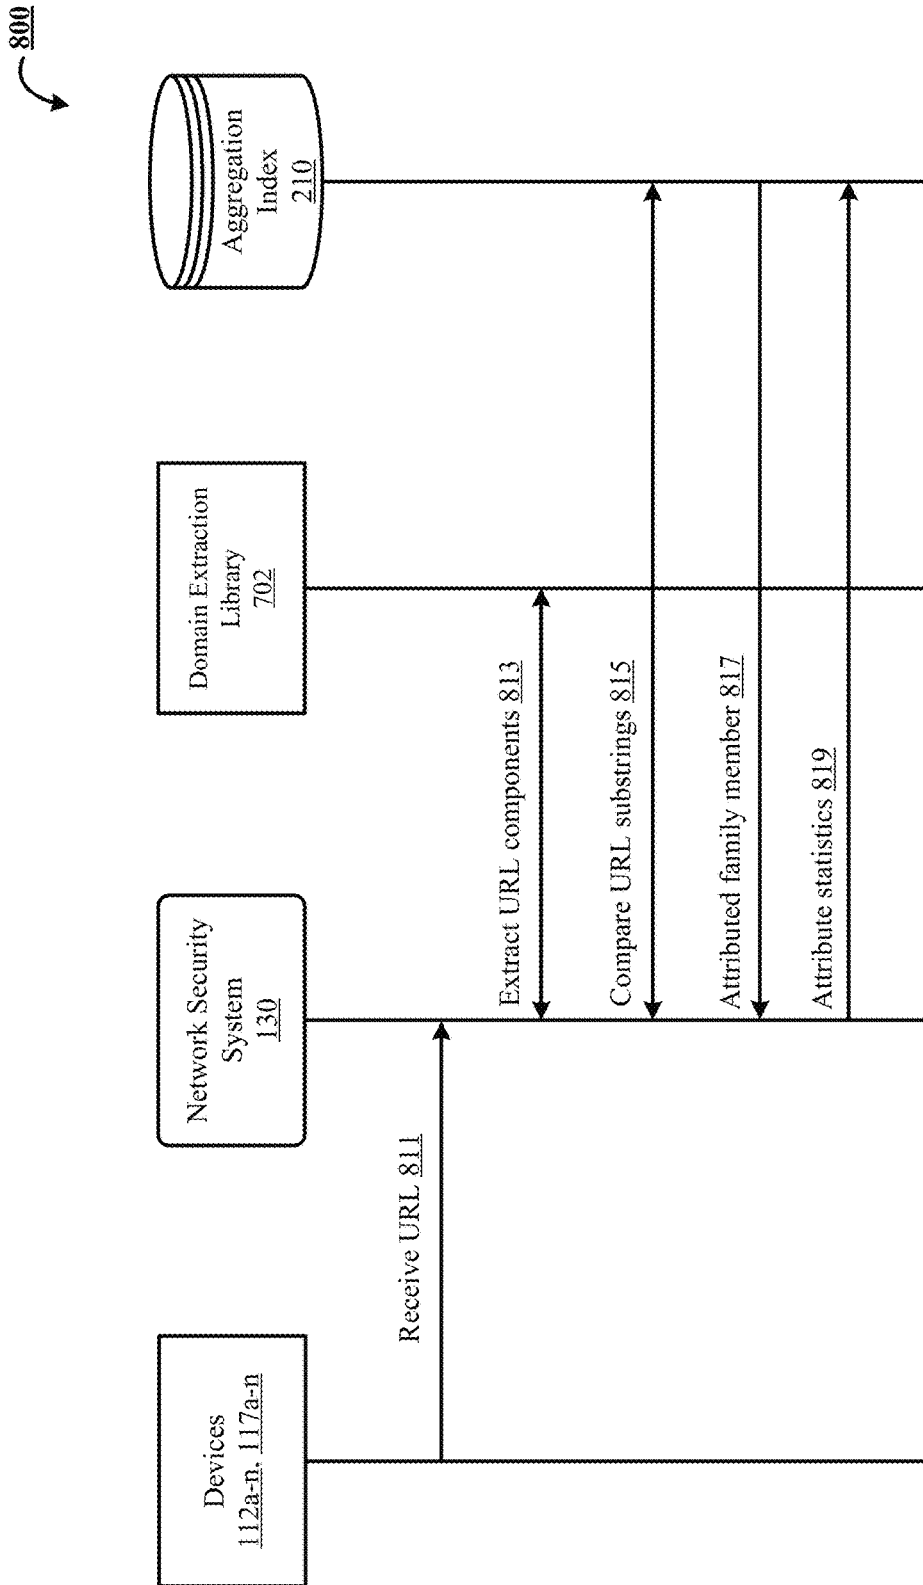 800
Devices
112a-n, 117a-n
Network Security
System
130
Domain Extraction
Library
702
Aggregation
Index
210
Receive URL 811
Extract URL components 813
Compare URL substrings 815
Attributed family member 817
Attribute statistics 819